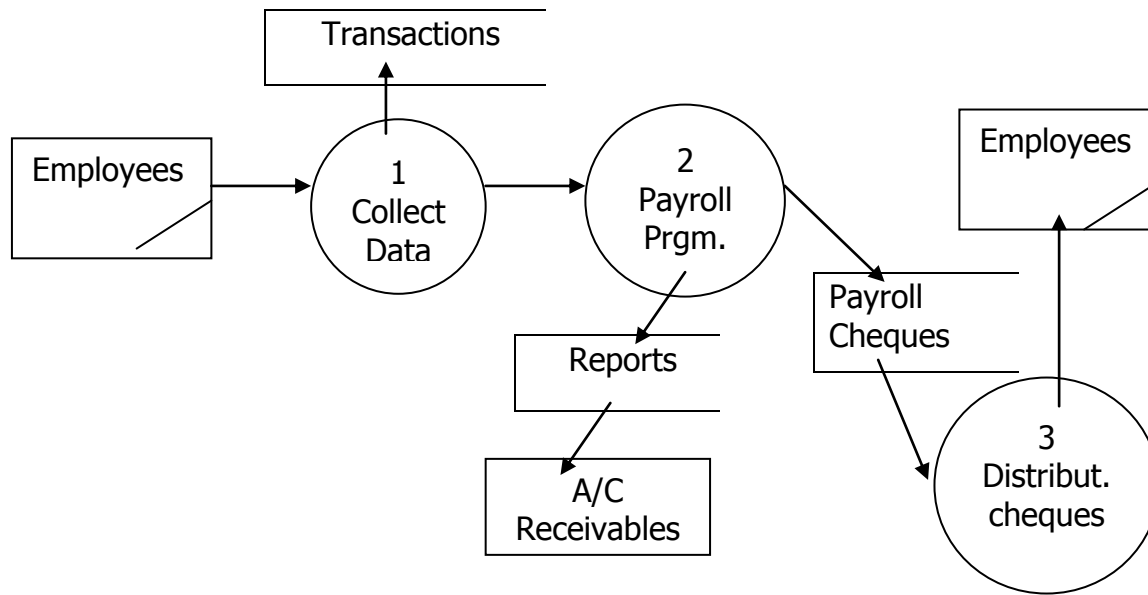 Transactions
Employees
1
Collect
Data
2
Payroll
Prgm.
Employees
Payroll
Cheques
Reports
A/C
Receivables
3
Distribut.
cheques